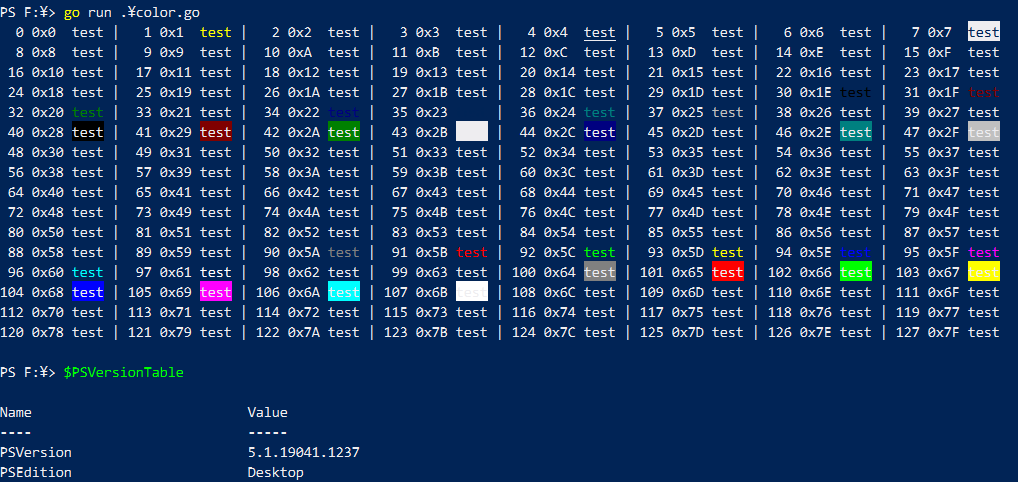 PS F:¥> go run .¥color.go
0 0x0 test | 1 0x1 test | 2 0x2 test | 3 0x3 test | 4 0x4 test | 5 0x5 test | 6 0x6 test | 7 0x7 test
8 0x8 test | 9 0x9 test | 10 0xA test | 11 0xB test | 12 0xC test | 13 0xD test | 14 0xE test | 15 0xF test
16 0x10 test | 17 0x11 test | 18 0x12 test | 19 0x13 test | 20 0x14 test | 21 0x15 test | 22 0x16 test | 23 0x17 test
24 0x18 test | 25 0x19 test | 26 0x1A test | 27 0x1B test | 28 0x1C test | 29 0x1D test | 30 0x1E test | 31 0x1F test
32 0x20 test | 33 0x21 test | 34 0x22 test | 35 0x23 | 36 0x24 test | 37 0x25 test | 38 0x26 test | 39 0x27 test
40 0x28 test | 41 0x29 test | 42 0x2A test | 43 0x2B | 44 0x2C test | 45 0x2D test | 46 0x2E test | 47 0x2F test
48 0x30 test | 49 0x31 test | 50 0x32 test | 51 0x33 test | 52 0x34 test | 53 0x35 test | 54 0x36 test | 55 0x37 test
56 0x38 test | 57 0x39 test | 58 0x3A test | 59 0x3B test | 60 0x3C test | 61 0x3D test | 62 0x3E test | 63 0x3F test
64 0x40 test | 65 0x41 test | 66 0x42 test | 67 0x43 test | 68 0x44 test | 69 0x45 test | 70 0x46 test | 71 0x47 test
72 0x48 test | 73 0x49 test | 74 0x4A test | 75 0x4B test | 76 0x4C test | 77 0x4D test | 78 0x4E test | 79 0x4F test
80 0x50 test | 81 0x51 test | 82 0x52 test | 83 0x53 test | 84 0x54 test | 85 0x55 test | 86 0x56 test | 87 0x57 test
88 0x58 test | 89 0x59 test | 90 0x5A test | 91 0x5B test | 92 0x5C test | 93 0x5D test | 94 0x5E test | 95 0x5F test
96 0x60 test | 97 0x61 test | 98 0x62 test | 99 0x63 test | 100 0x64 test | 101 0x65 test | 102 0x66 test | 103 0x67 test
104 0x68 test | 105 0x69 test | 106 0x6A test | 107 0x6B test | 108 0x6C test | 109 0x6D test | 110 0x6E test | 111 0x6F test
112 0x70 test | 113 0x71 test | 114 0x72 test | 115 0x73 test | 116 0x74 test | 117 0x75 test | 118 0x76 test | 119 0x77 test
120 0x78 test | 121 0x79 test | 122 0x7A test | 123 0x7B test | 124 0x7C test | 125 0x7D test | 126 0x7E test | 127 0x7F test
PS F:¥> $PSVersionTable
Name Value
---- -----
PSVersion 5.1.19041.1237
PSEdition Desktop